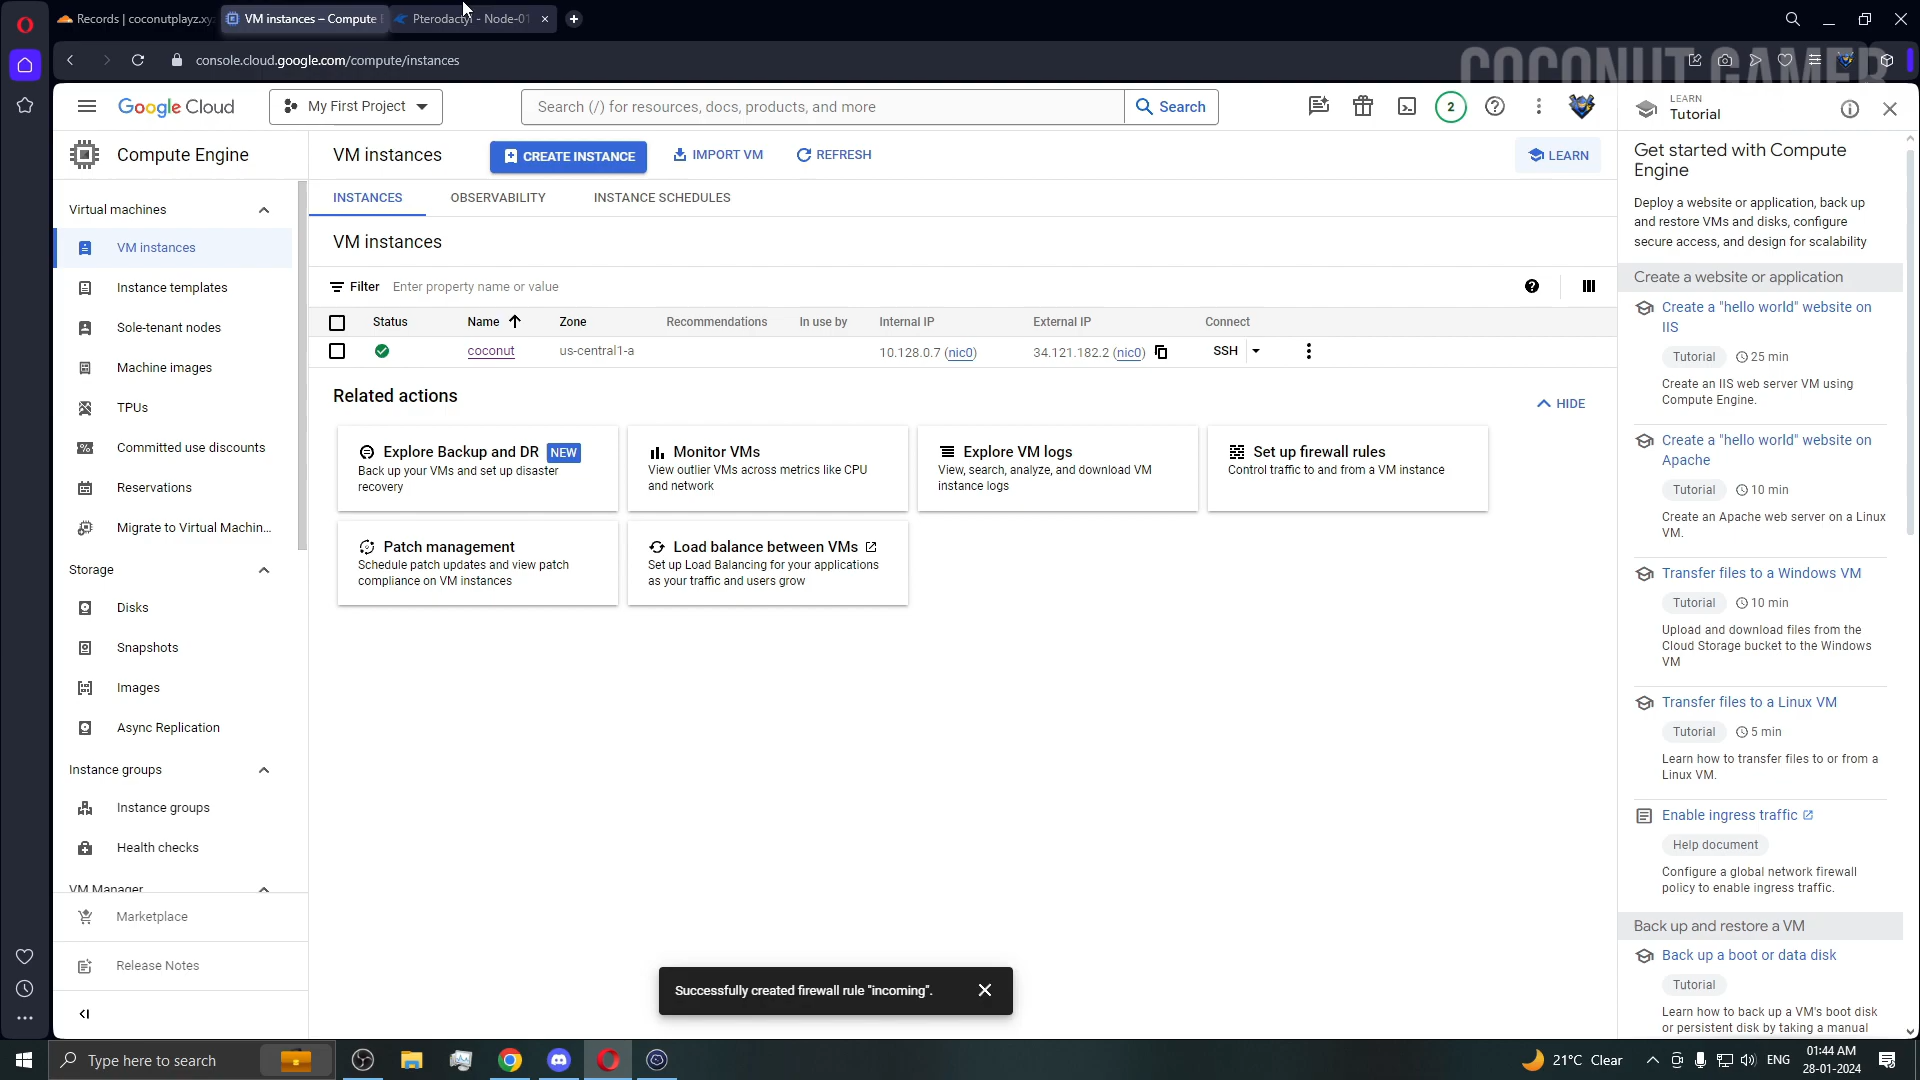 Records | coconutplayz.xy
VM instances – Compute E
Pterodactyl - Node-01
console.cloud.google.com/compute/instances
COCONUT GAMER
Google Cloud
My First Project
Search (/) for resources, docs, products, and more
Search
2
LEARN
Tutorial
Compute Engine
VM instances
CREATE INSTANCE
IMPORT VM
REFRESH
LEARN
INSTANCES
OBSERVABILITY
INSTANCE SCHEDULES
Virtual machines
VM instances
Instance templates
Sole-tenant nodes
Machine images
TPUs
Committed use discounts
Reservations
Migrate to Virtual Machin...
Storage
Disks
Snapshots
Images
Async Replication
Instance groups
Instance groups
Health checks
VM Manager
Marketplace
Release Notes
VM instances
Filter Enter property name or value
Status Name Zone Recommendations In use by Internal IP External IP Connect
coconut us-central1-a 10.128.0.7 (nic0) 34.121.182.2 (nic0) SSH
Related actions
HIDE
Explore Backup and DR NEW
Back up your VMs and set up disaster
recovery
Monitor VMs
View outlier VMs across metrics like CPU
and network
Explore VM logs
View, search, analyze, and download VM
instance logs
Set up firewall rules
Control traffic to and from a VM instance
Patch management
Schedule patch updates and view patch
compliance on VM instances
Load balance between VMs
Set up Load Balancing for your applications
as your traffic and users grow
Successfully created firewall rule "incoming".
Get started with Compute
Engine
Deploy a website or application, back up
and restore VMs and disks, configure
secure access, and design for scalability
Create a website or application
Create a "hello world" website on
IIS
Tutorial 25 min
Create an IIS web server VM using
Compute Engine.
Create a "hello world" website on
Apache
Tutorial 10 min
Create an Apache web server on a Linux
VM.
Transfer files to a Windows VM
Tutorial 10 min
Upload and download files from the
Cloud Storage bucket to the Windows
VM
Transfer files to a Linux VM
Tutorial 5 min
Learn how to transfer files to or from a
Linux VM.
Enable ingress traffic
Help document
Configure a global network firewall
policy to enable ingress traffic.
Back up and restore a VM
Back up a boot or data disk
Tutorial
Learn how to back up a VM's boot disk
or persistent disk by taking a manual
Type here to search
21°C Clear
ENG
01:44 AM
28-01-2024